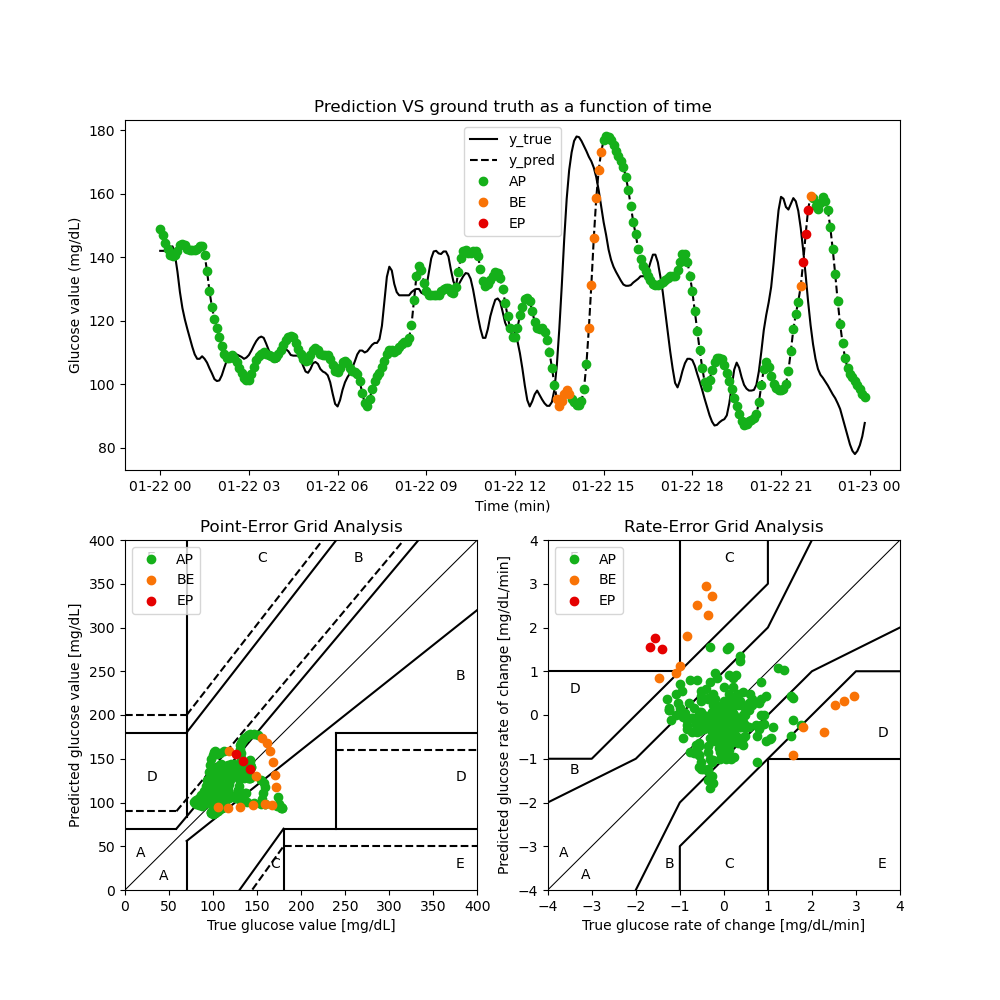 Prediction VS ground truth as a function of time
Glucose value (mg/dL)
180
160
140
120
100
80
y_true
y_pred
AP
BE
EP
01-22 00 01-22 03 01-22 06 01-22 09 01-22 12 01-22 15 01-22 18 01-22 21 01-23 00
Time (min)
Point-Error Grid Analysis
Predicted glucose value [mg/dL]
400
350
300
250
200
150
100
50
0
AP
BE
EP
C
B
B
D
D
A
A
C
E
0 50 100 150 200 250 300 350 400
True glucose value [mg/dL]
Rate-Error Grid Analysis
Predicted glucose rate of change [mg/dL/min]
4
3
2
1
0
−1
−2
−3
−4
AP
BE
EP
C
D
D
B
A
A
B
C
E
−4 −3 −2 −1 0 1 2 3 4
True glucose rate of change [mg/dL/min]